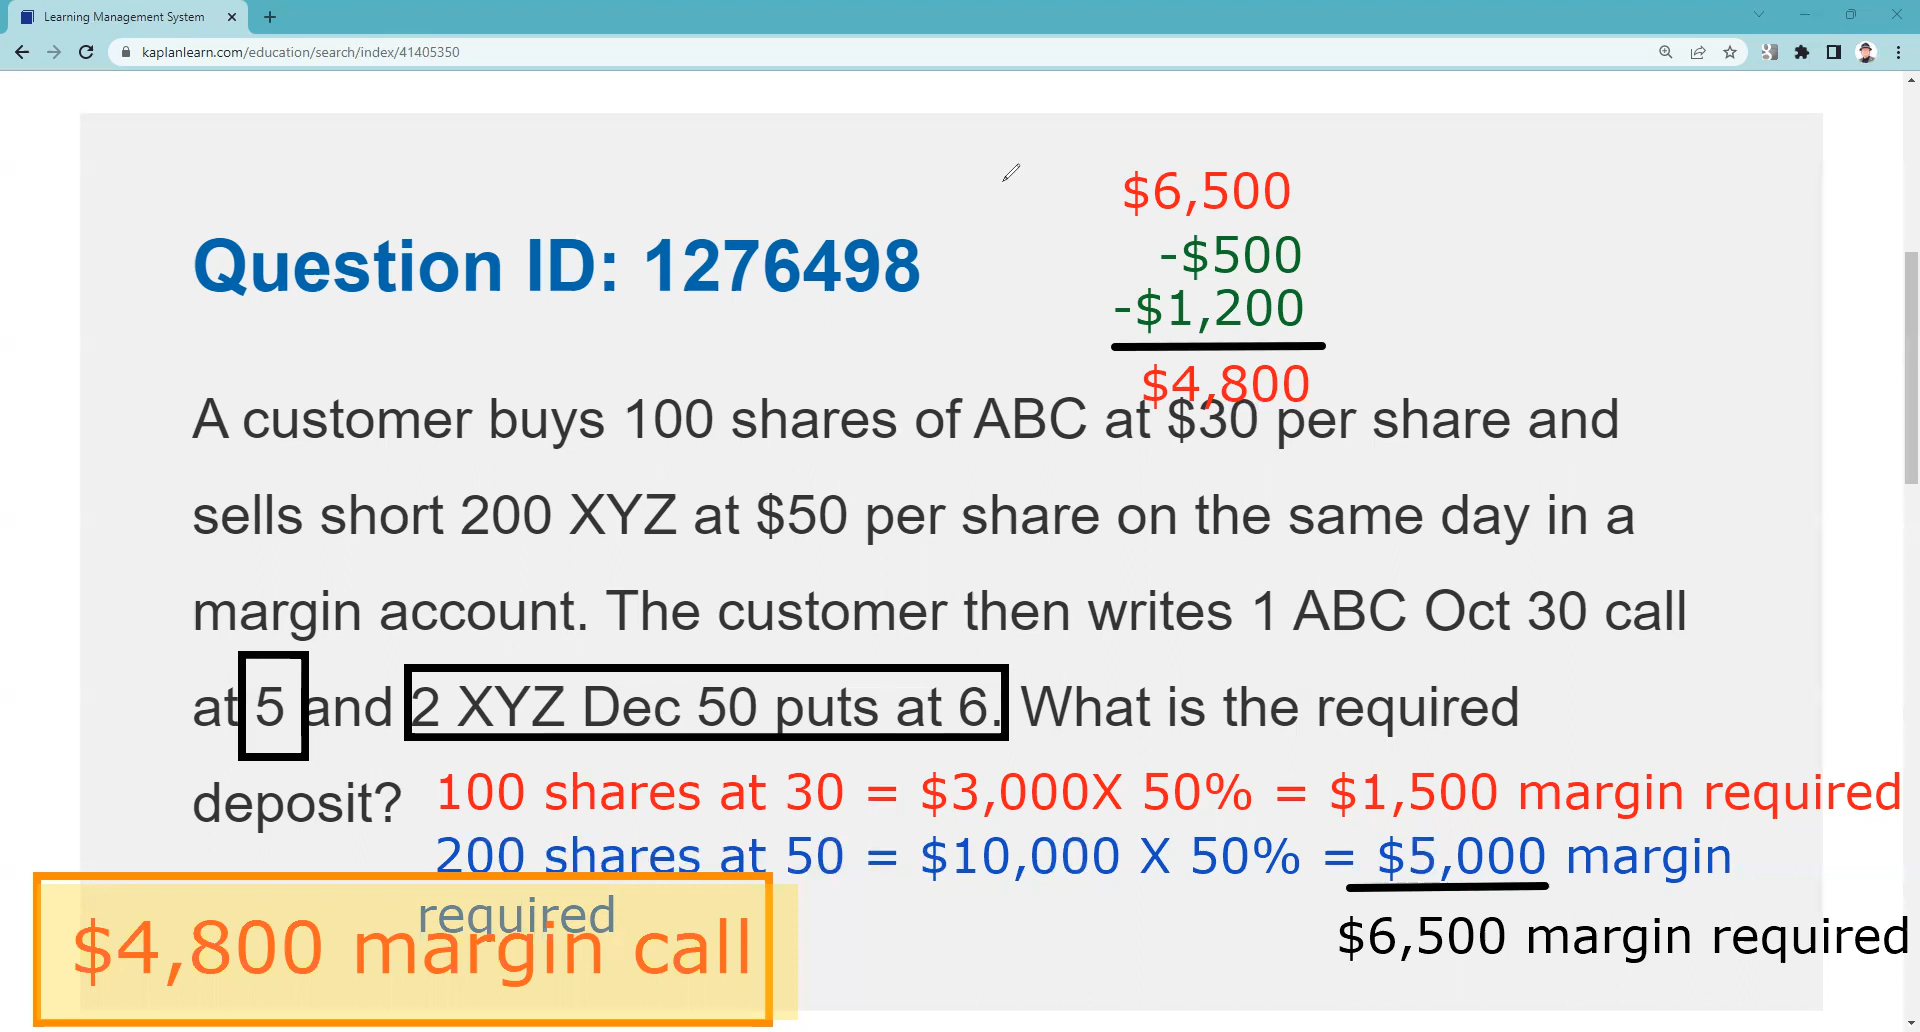 Learning Management System
kaplanlearn.com/education/search/index/41405350
$6,500
-$500
-$1,200
$4,800
Question ID: 1276498
A customer buys 100 shares of ABC at $30 per share and
sells short 200 XYZ at $50 per share on the same day in a
margin account. The customer then writes 1 ABC Oct 30 call
at 5 and 2 XYZ Dec 50 puts at 6. What is the required
deposit?
100 shares at 30 = $3,000X 50% = $1,500 margin required
200 shares at 50 = $10,000 X 50% = $5,000 margin
required
$6,500 margin required
$4,800 margin call